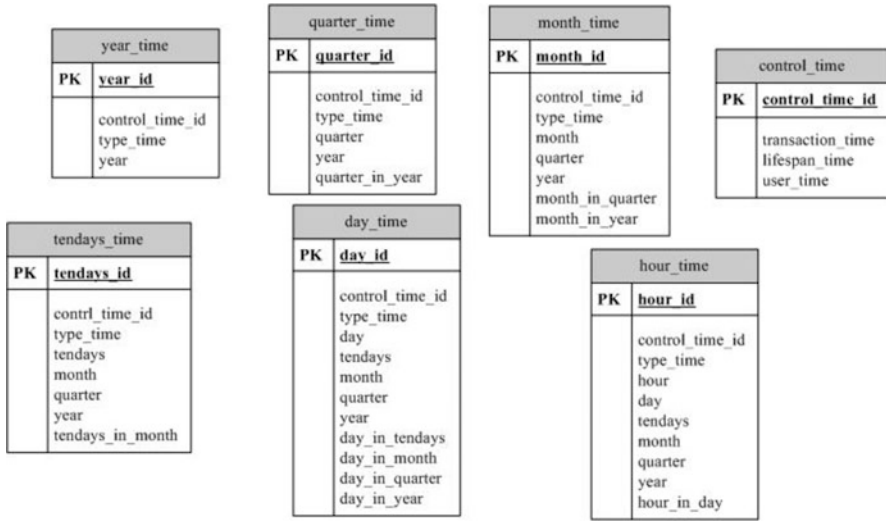 year_time
PK year_id
control_time_id
type_time
year
quarter_time
PK quarter_id
control_time_id
type_time
quarter
year
quarter_in_year
month_time
PK month_id
control_time_id
type_time
month
quarter
year
month_in_quarter
month_in_year
control_time
PK control_time_id
transaction_time
lifespan_time
user_time
tendays_time
PK tendays_id
contrl_time_id
type_time
tendays
month
quarter
year
tendays_in_month
day_time
PK day_id
control_time_id
type_time
day
tendays
month
quarter
year
day_in_tendays
day_in_month
day_in_quarter
day_in_year
hour_time
PK hour_id
control_time_id
type_time
hour
day
tendays
month
quarter
year
hour_in_day